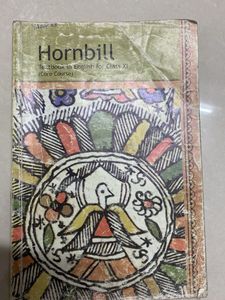 Hornbill
Textbook in English for Class XI
(Core Course)